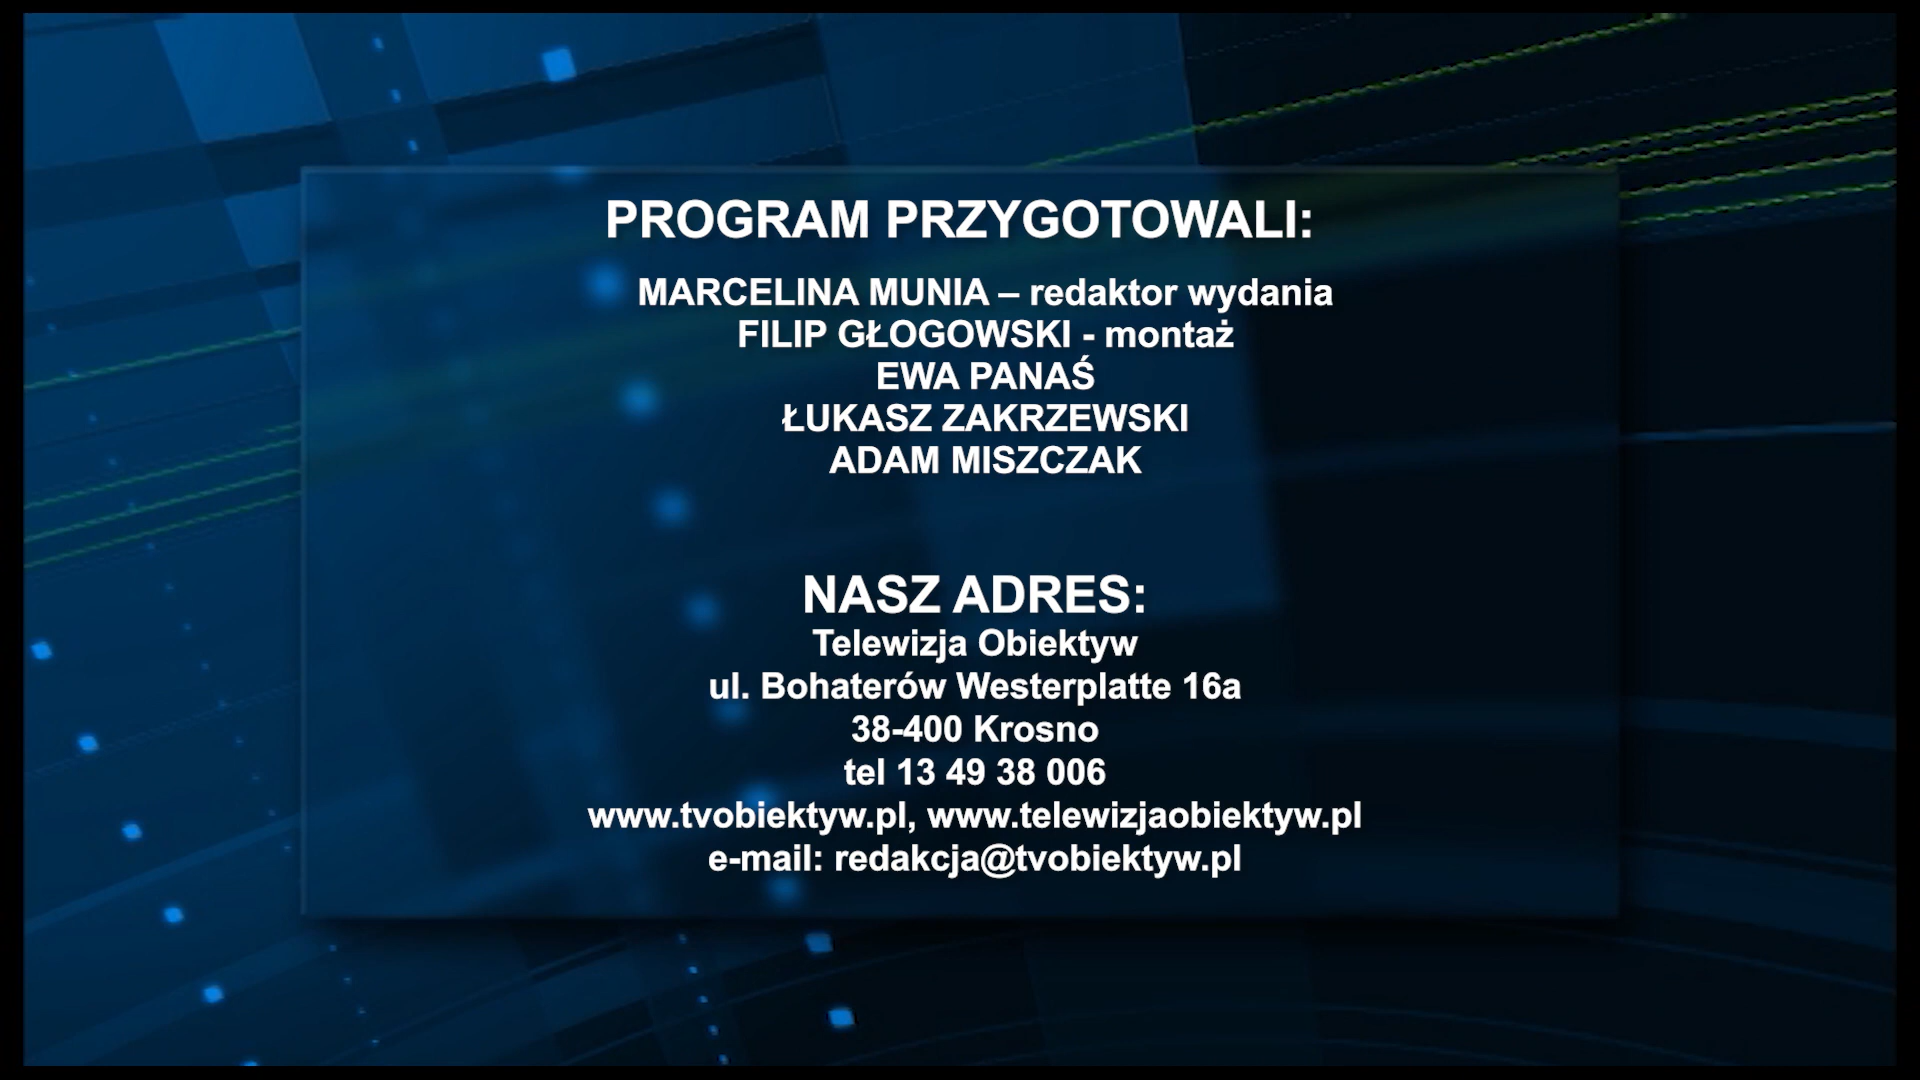 PROGRAM PRZYGOTOWALI:
MARCELINA MUNIA – redaktor wydania
FILIP GŁOGOWSKI - montaż
EWA PANAŚ
ŁUKASZ ZAKRZEWSKI
ADAM MISZCZAK
NASZ ADRES:
Telewizja Obiektyw
ul. Bohaterów Westerplatte 16a
38-400 Krosno
tel 13 49 38 006
www.tvobiektyw.pl, www.telewizjaobiektyw.pl
e-mail: redakcja@tvobiektyw.pl